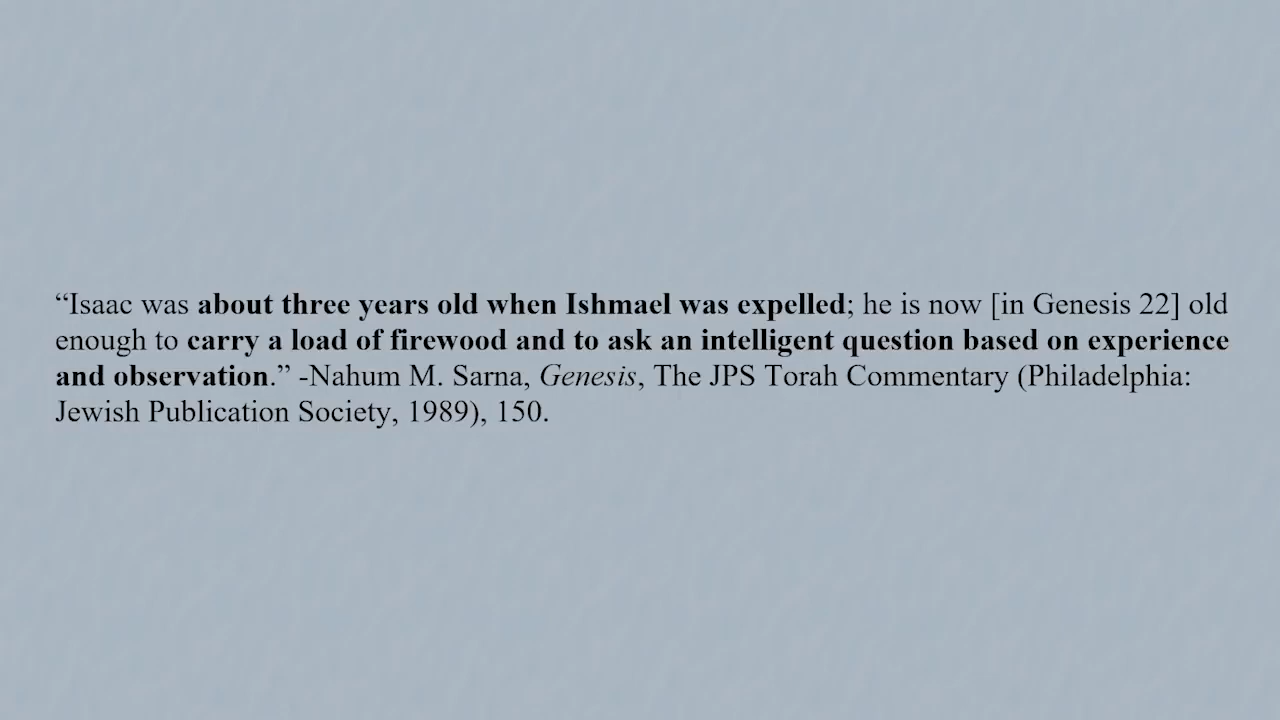 “Isaac was about three years old when Ishmael was expelled; he is now [in Genesis 22] old
enough to carry a load of firewood and to ask an intelligent question based on experience
and observation.” -Nahum M. Sarna, Genesis, The JPS Torah Commentary (Philadelphia:
Jewish Publication Society, 1989), 150.